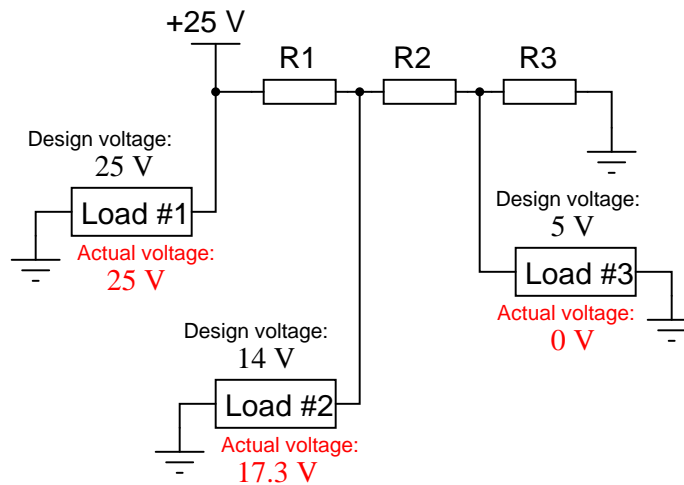 +25 V
R1
R2
R3
Design voltage:
25 V
Load #1
Actual voltage:
25 V
Design voltage:
5 V
Load #3
Actual voltage:
0 V
Design voltage:
14 V
Load #2
Actual voltage:
17.3 V